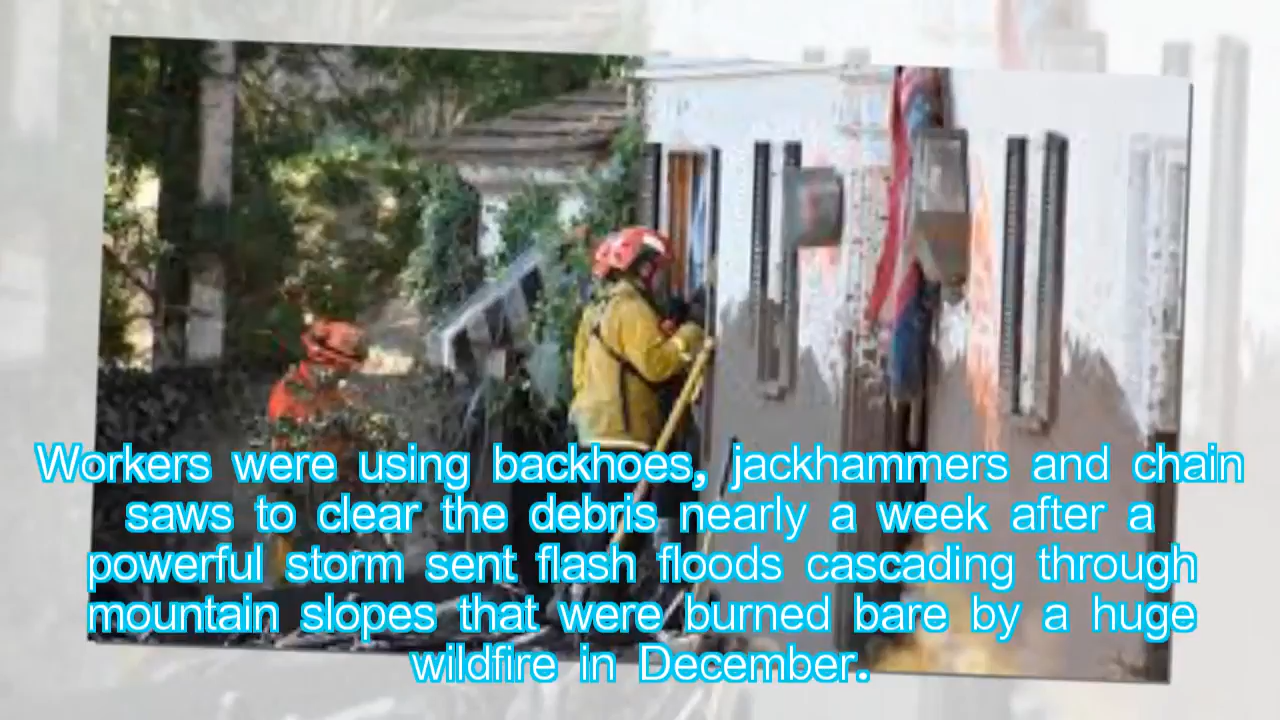 Workers were using backhoes, jackhammers and chain
saws to clear the debris nearly a week after a
powerful storm sent flash floods cascading through
mountain slopes that were burned bare by a huge
wildfire in December.